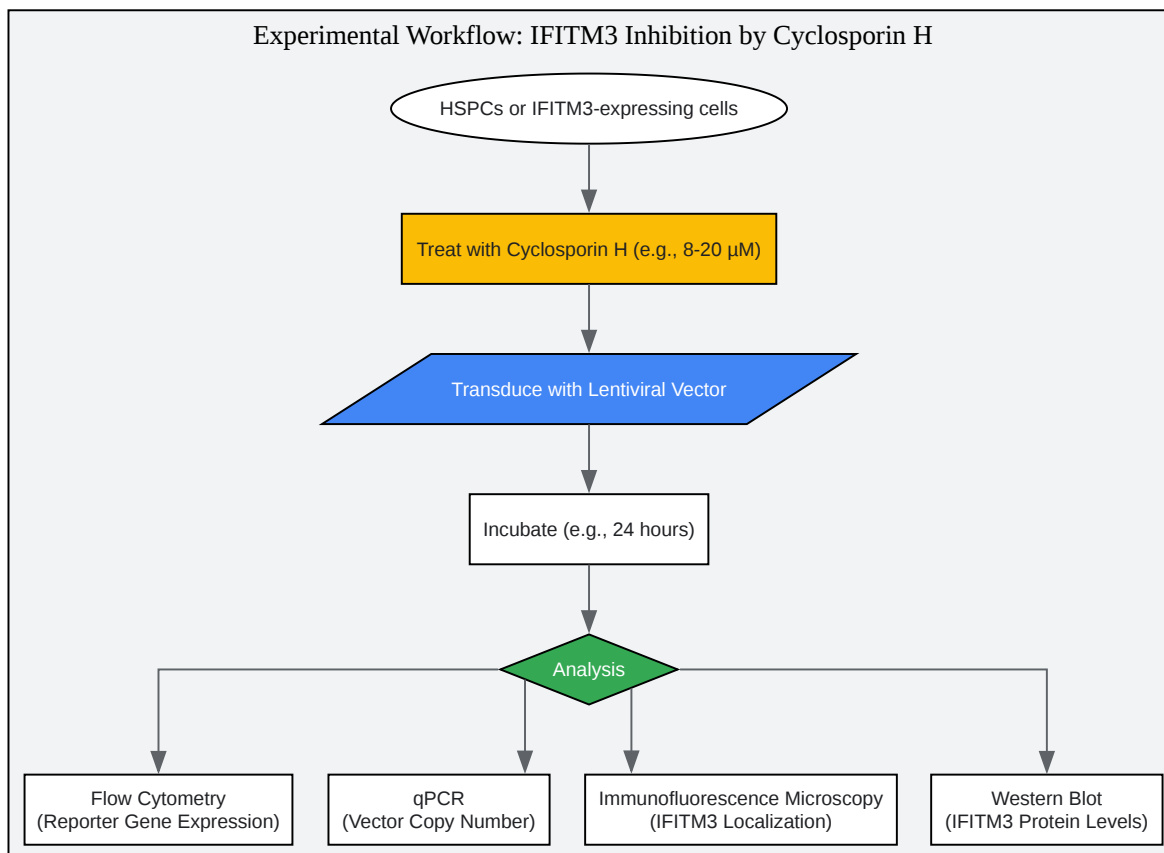 Experimental Workflow: IFITM3 Inhibition by Cyclosporin H
HSPCs or IFITM3-expressing cells
Treat with Cyclosporin H (e.g., 8-20 µM)
Transduce with Lentiviral Vector
Incubate (e.g., 24 hours)
Analysis
Flow Cytometry
(Reporter Gene Expression)
qPCR
(Vector Copy Number)
Immunofluorescence Microscopy
(IFITM3 Localization)
Western Blot
(IFITM3 Protein Levels)